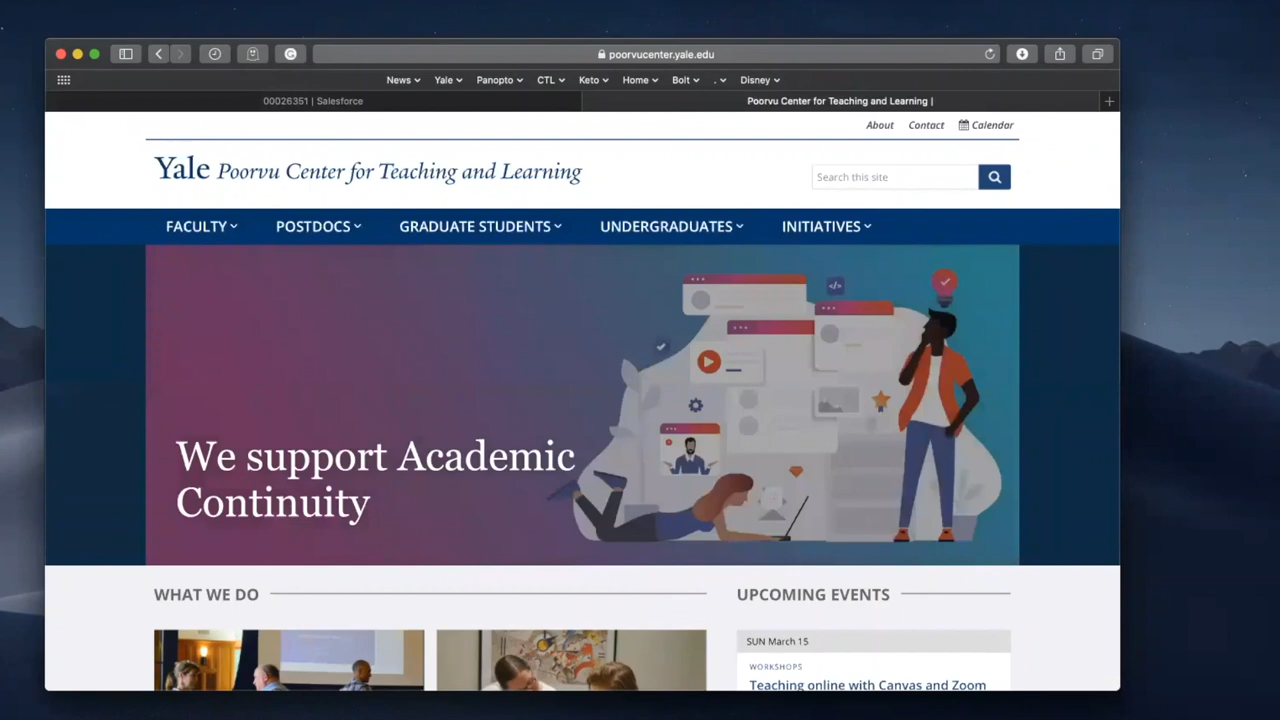 poorvucenter.yale.edu
News Yale Panopto CTL Keto Home Bolt . Disney
00026351 | Salesforce
Poorvu Center for Teaching and Learning |
About Contact Calendar
Yale Poorvu Center for Teaching and Learning
Search this site
FACULTY POSTDOCS GRADUATE STUDENTS UNDERGRADUATES INITIATIVES
</>
We support Academic
Continuity
WHAT WE DO
UPCOMING EVENTS
SUN March 15
WORKSHOPS
Teaching online with Canvas and Zoom